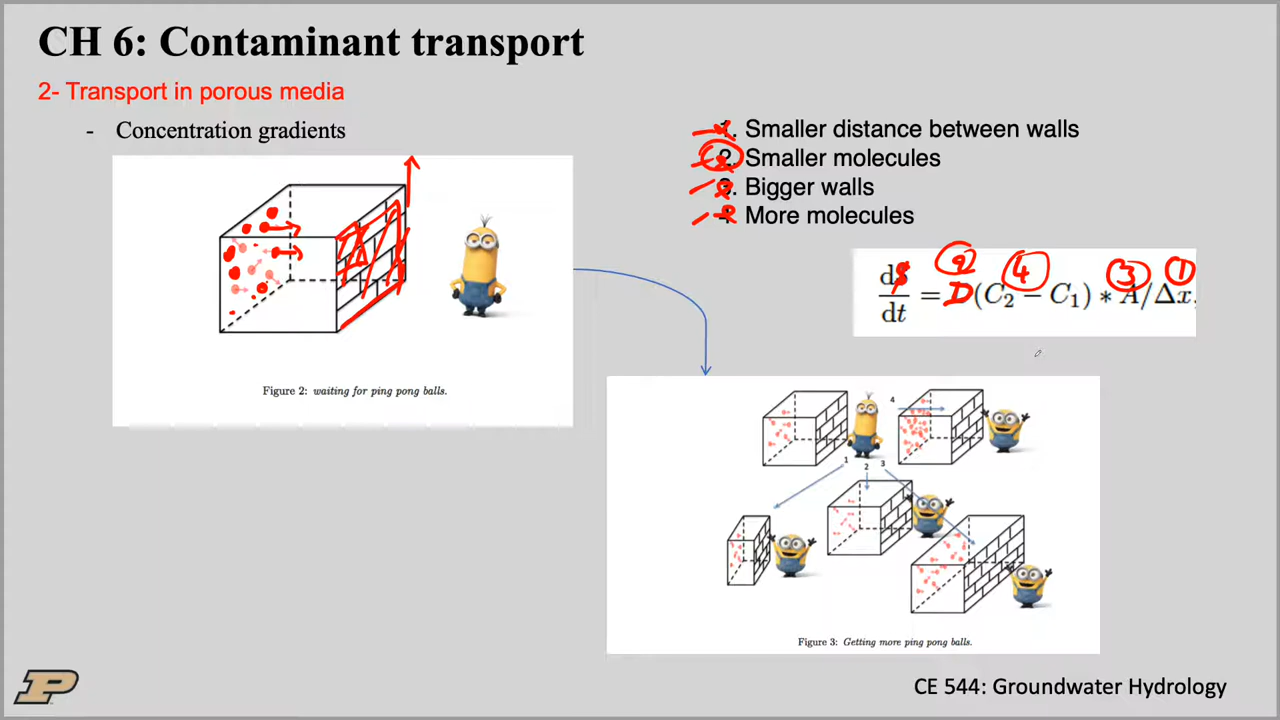 CH 6: Contaminant transport
2- Transport in porous media
- Concentration gradients
1. Smaller distance between walls
2. Smaller molecules
3. Bigger walls
4. More molecules
2 4 3 1
d
dt = D(C₂ − C₁) ∗ A/Δx.
Figure 2: waiting for ping pong balls.
4
1 2 3
Figure 3: Getting more ping pong balls.
P
CE 544: Groundwater Hydrology